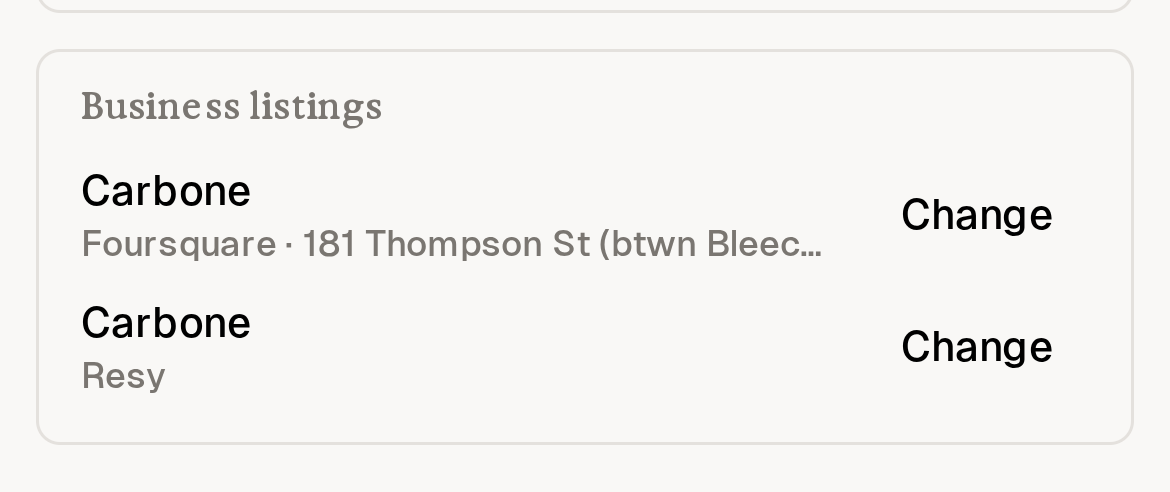 Business listings
Carbone
Foursquare · 181 Thompson St (btwn Bleec...
Change
Carbone
Resy
Change